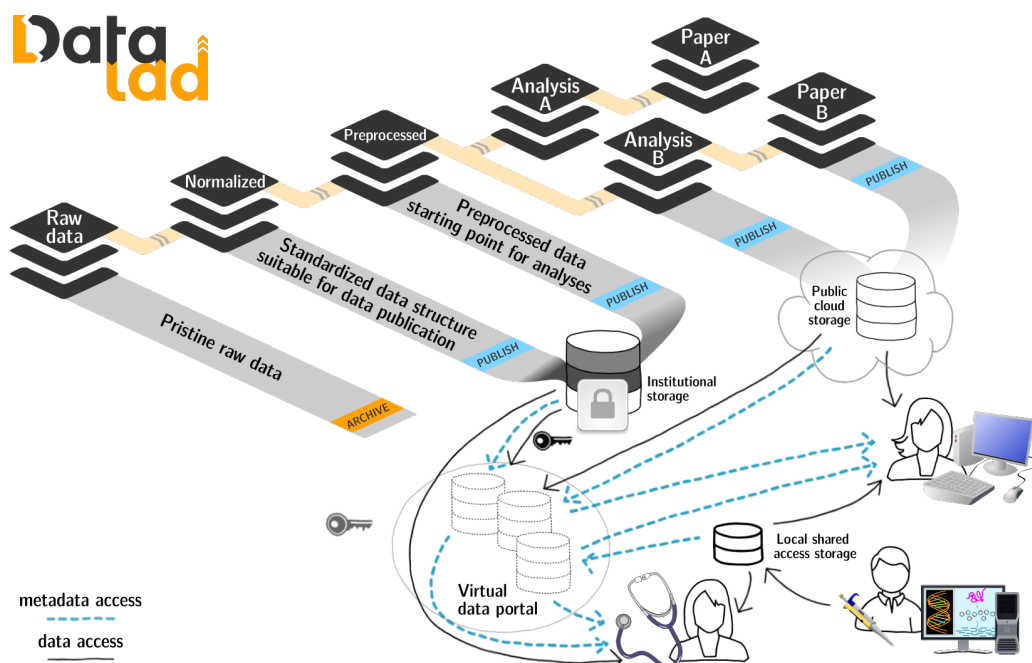 Data
lad
Paper
A
Analysis
A
Paper
B
Preprocessed
Analysis
B
Normalized
Raw
data
PUBLISH
PUBLISH
Preprocessed data
starting point for analyses
PUBLISH
Standardized data structure
suitable for data publication
PUBLISH
Pristine raw data
ARCHIVE
Public
cloud
storage
Institutional
storage
Local shared
access storage
Virtual
data portal
metadata access
data access